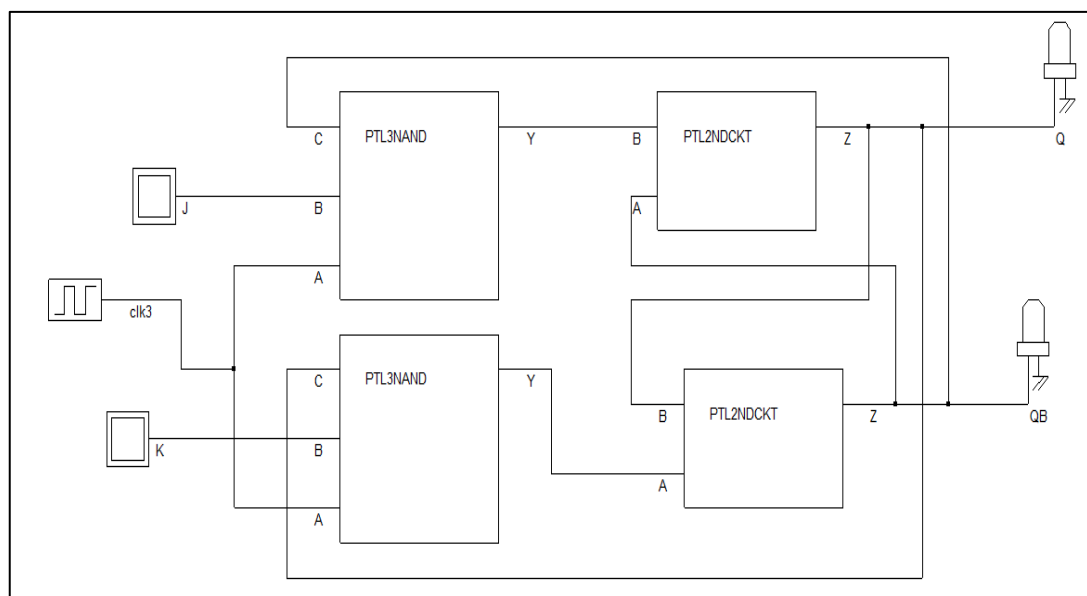 PTL3NAND
C
Y
B
PTL2NDCKT
Z
Q
J
B
A
A
clk3
PTL3NAND
C
Y
PTL2NDCKT
B
Z
QB
K
B
A
A